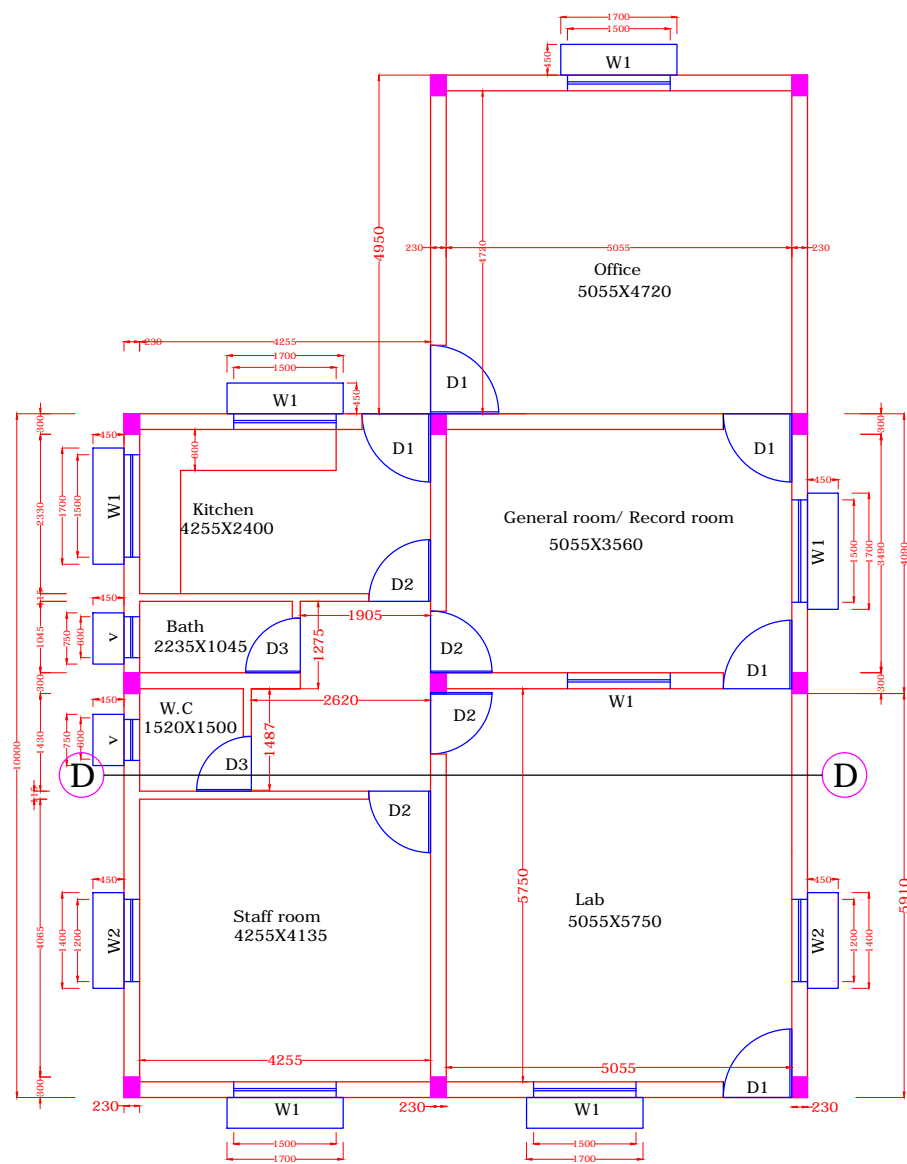 1700
1500
450
W1
4950
4720
230
5055
230
Office
5055X4720
230
4255
1700
1500
450
W1
D1
300
450
600
D1
D1
300
450
2330
1700
1500
W1
Kitchen
4255X2400
General room/ Record room
5055X3560
W1
1500
1700
3490
4090
D2
115
450
1905
1045
750
600
v
Bath
2235X1045
D3
1275
D2
D1
300
300
450
W.C
1520X1500
2620
D2
W1
10000
1430
750
600
v
1487
D3
D
D
115
D2
5750
450
Lab
5055X5750
450
5910
4065
1400
1200
W2
Staff room
4255X4135
W2
1200
1400
4255
5055
300
D1
230
W1
230
W1
230
1500
1700
1500
1700